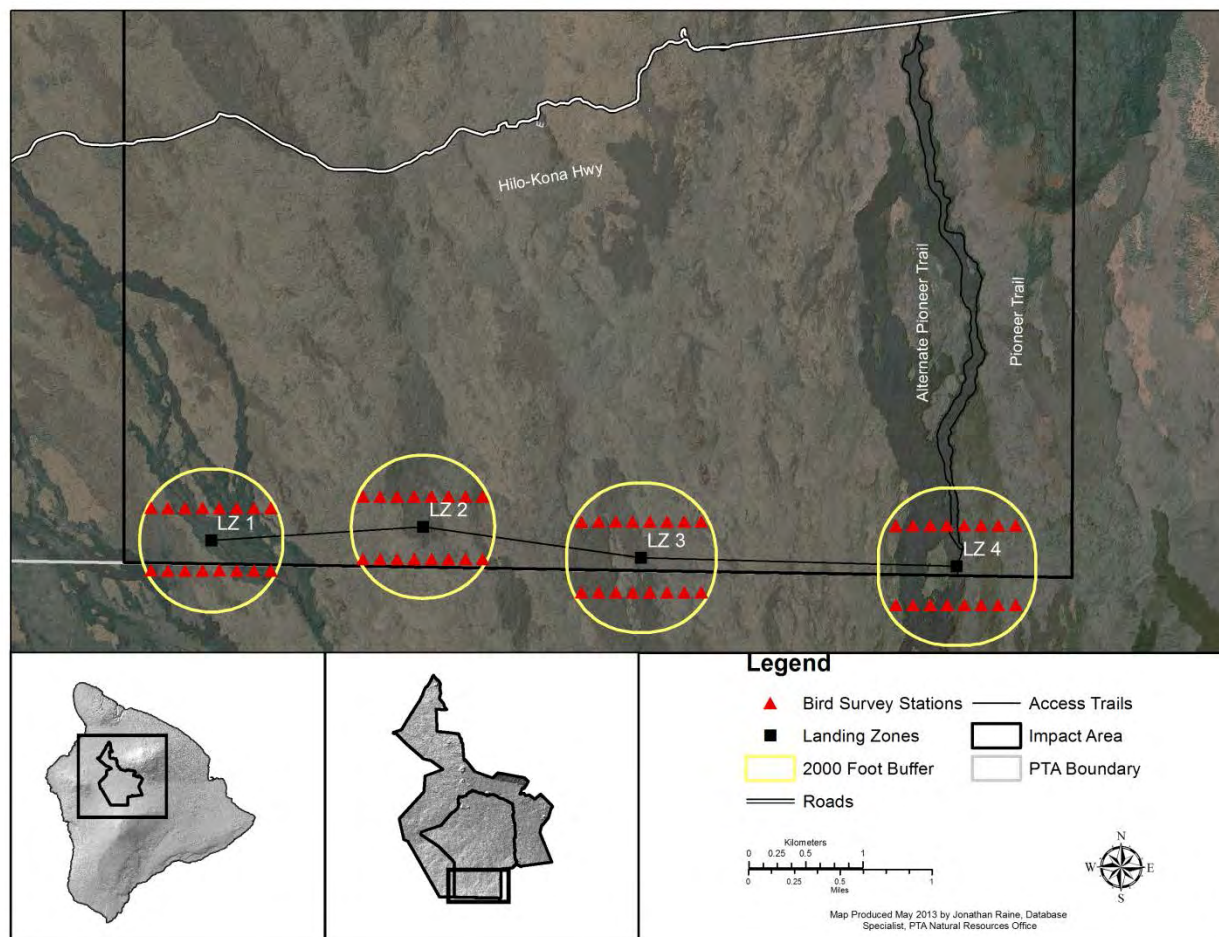 Hilo-Kona Hwy
Alternate Pioneer Trail
Pioneer Trail
LZ 1
LZ 2
LZ 3
LZ 4
Legend
Bird Survey Stations
Landing Zones
2000 Foot Buffer
Roads
Access Trails
Impact Area
PTA Boundary
Kilometers
0 0.25 0.5 1
0 0.25 0.5 1
Miles
N
W E
S
Map Produced May 2013 by Jonathan Raine, Database
Specialist, PTA Natural Resources Office